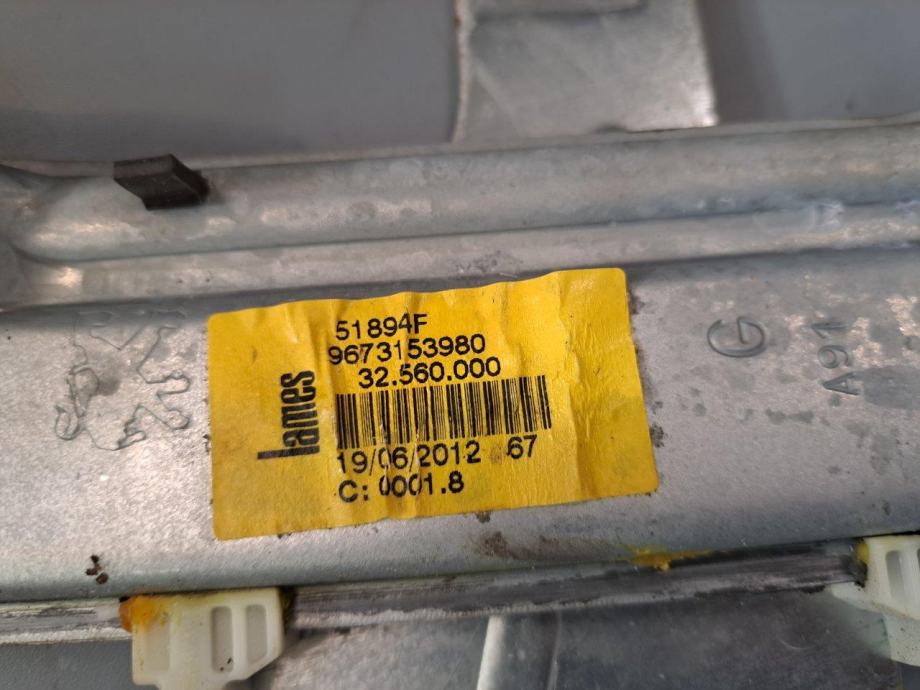 51894F
9673153980
32.560.000
lames
19/06/2012 67
C: 0001.8
G
A91